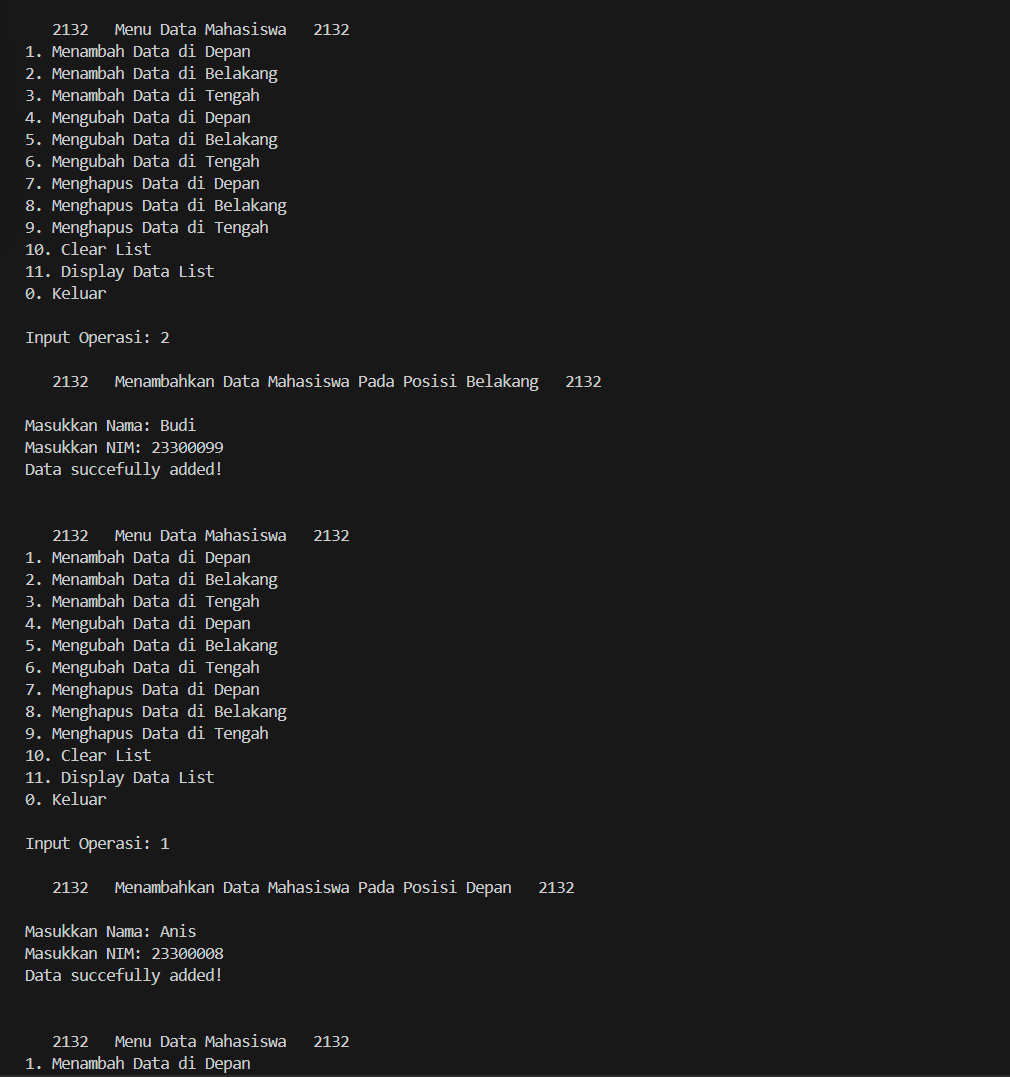 2132 Menu Data Mahasiswa 2132
1. Menambah Data di Depan
2. Menambah Data di Belakang
3. Menambah Data di Tengah
4. Mengubah Data di Depan
5. Mengubah Data di Belakang
6. Mengubah Data di Tengah
7. Menghapus Data di Depan
8. Menghapus Data di Belakang
9. Menghapus Data di Tengah
10. Clear List
11. Display Data List
0. Keluar
Input Operasi: 2
2132 Menambahkan Data Mahasiswa Pada Posisi Belakang 2132
Masukkan Nama: Budi
Masukkan NIM: 23300099
Data succefully added!
2132 Menu Data Mahasiswa 2132
1. Menambah Data di Depan
2. Menambah Data di Belakang
3. Menambah Data di Tengah
4. Mengubah Data di Depan
5. Mengubah Data di Belakang
6. Mengubah Data di Tengah
7. Menghapus Data di Depan
8. Menghapus Data di Belakang
9. Menghapus Data di Tengah
10. Clear List
11. Display Data List
0. Keluar
Input Operasi: 1
2132 Menambahkan Data Mahasiswa Pada Posisi Depan 2132
Masukkan Nama: Anis
Masukkan NIM: 23300008
Data succefully added!
2132 Menu Data Mahasiswa 2132
1. Menambah Data di Depan